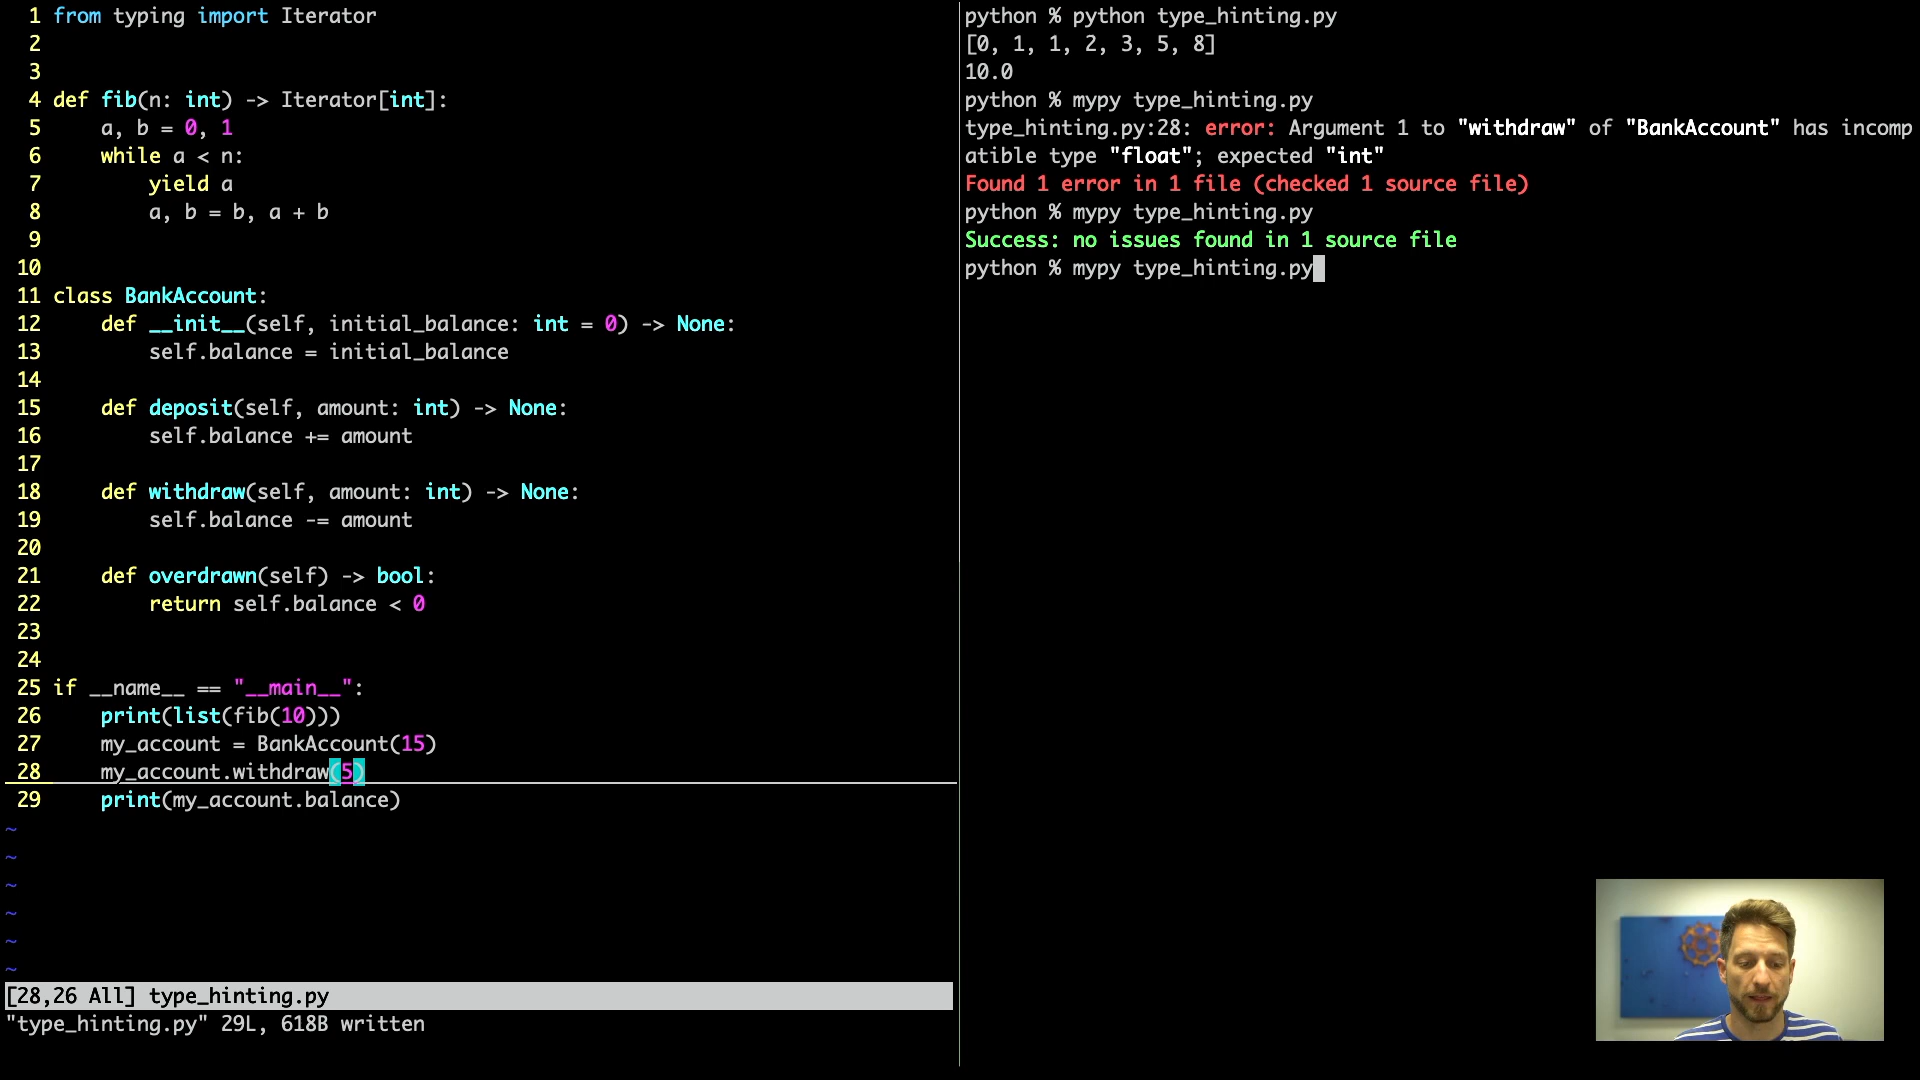 1 from typing import Iterator
2
3
4 def fib(n: int) -> Iterator[int]:
5     a, b = 0, 1
6     while a < n:
7         yield a
8         a, b = b, a + b
9
10
11 class BankAccount:
12     def __init__(self, initial_balance: int = 0) -> None:
13         self.balance = initial_balance
14
15     def deposit(self, amount: int) -> None:
16         self.balance += amount
17
18     def withdraw(self, amount: int) -> None:
19         self.balance -= amount
20
21     def overdrawn(self) -> bool:
22         return self.balance < 0
23
24
25 if __name__ == "__main__":
26     print(list(fib(10)))
27     my_account = BankAccount(15)
28     my_account.withdraw(5)
29     print(my_account.balance)
~
~
~
~
~
~
[28,26 All] type_hinting.py
"type_hinting.py" 29L, 618B written
python % python type_hinting.py
[0, 1, 1, 2, 3, 5, 8]
10.0
python % mypy type_hinting.py
type_hinting.py:28: error: Argument 1 to "withdraw" of "BankAccount" has incomp
atible type "float"; expected "int"
Found 1 error in 1 file (checked 1 source file)
python % mypy type_hinting.py
Success: no issues found in 1 source file
python % mypy type_hinting.py